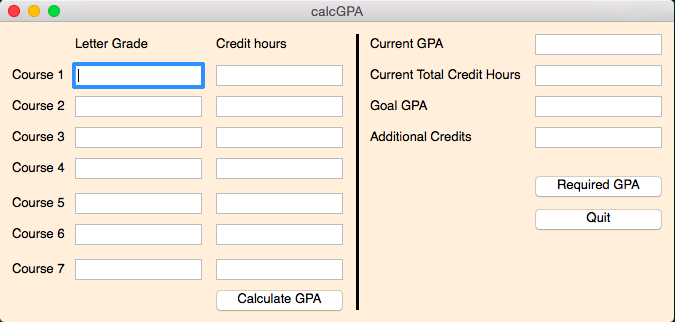 calcGPA
Letter Grade Credit hours
Course 1
Course 2
Course 3
Course 4
Course 5
Course 6
Course 7
Calculate GPA
Current GPA
Current Total Credit Hours
Goal GPA
Additional Credits
Required GPA
Quit